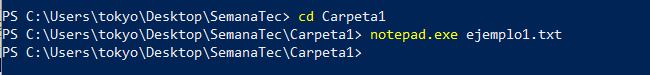 PS C:\Users\tokyo\Desktop\SemanaTec> cd Carpeta1
PS C:\Users\tokyo\Desktop\SemanaTec\Carpeta1> notepad.exe ejemplo1.txt
PS C:\Users\tokyo\Desktop\SemanaTec\Carpeta1>